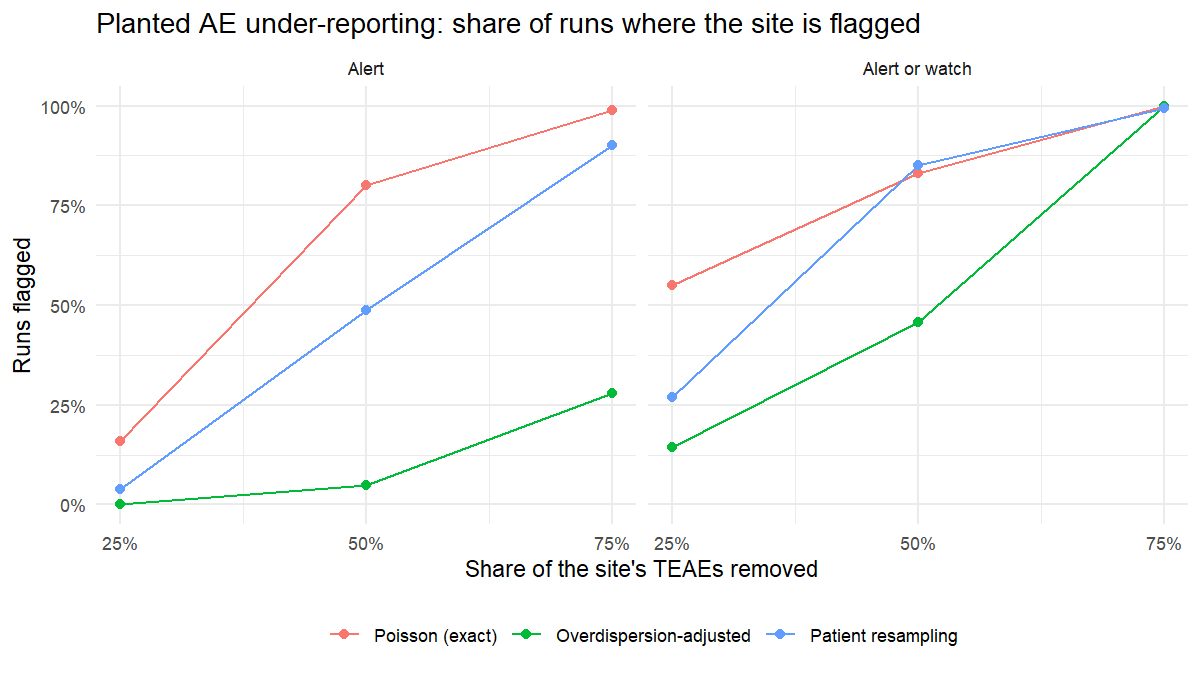 Planted AE under-reporting: share of runs where the site is flagged
Alert
Alert or watch
100%
75%
50%
25%
0%
Runs flagged
25%
50%
75%
25%
50%
75%
Share of the site's TEAEs removed
Poisson (exact)
Overdispersion-adjusted
Patient resampling